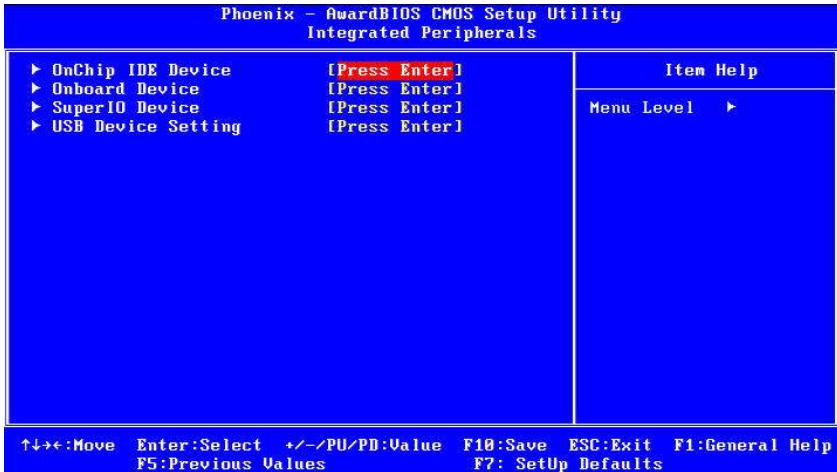 Phoenix - AwardBIOS CMOS Setup Utility
Integrated Peripherals
▶ OnChip IDE Device [Press Enter]
▶ Onboard Device [Press Enter]
▶ SuperIO Device [Press Enter]
▶ USB Device Setting [Press Enter]
Item Help
Menu Level ▶
↑↓→←:Move Enter:Select +/-/PU/PD:Value F10:Save ESC:Exit F1:General Help
F5:Previous Values F7: SetUp Defaults